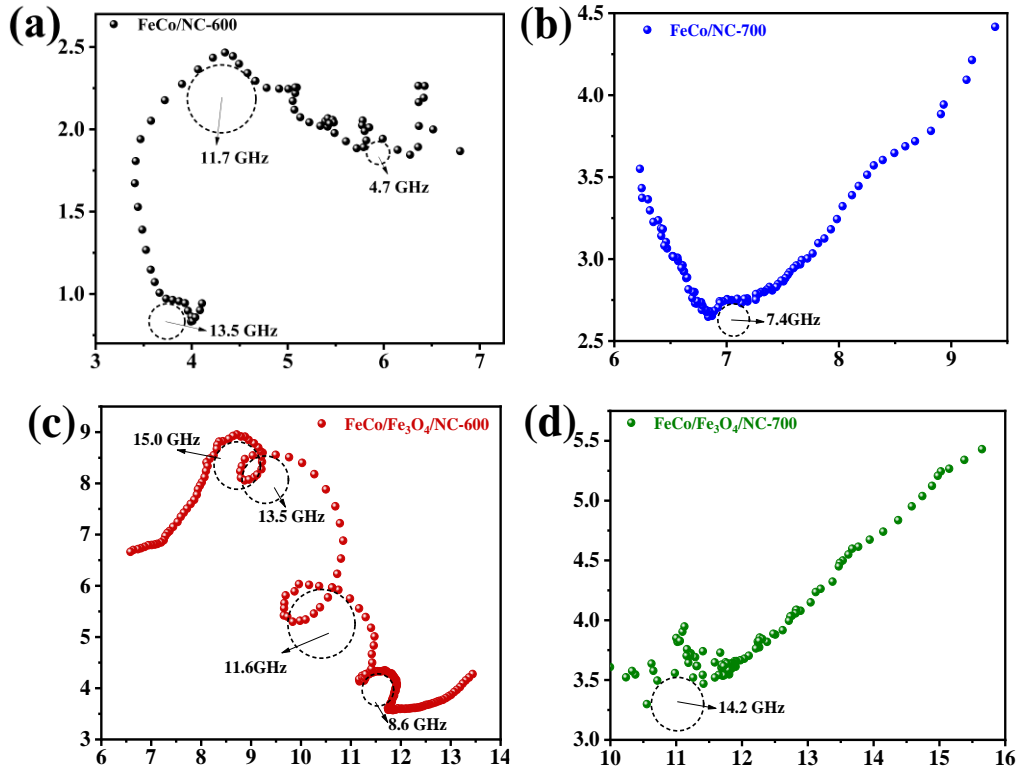 (a)
FeCo/NC-600
2.5
2.0
1.5
1.0
11.7 GHz
4.7 GHz
13.5 GHz
3 4 5 6 7
(b)
FeCo/NC-700
4.5
4.0
3.5
3.0
2.5
7.4GHz
6 7 8 9
(c)
FeCo/Fe₃O₄/NC-600
9
8
7
6
5
4
3
15.0 GHz
13.5 GHz
11.6GHz
8.6 GHz
6 7 8 9 10 11 12 13 14
(d)
FeCo/Fe₃O₄/NC-700
5.5
5.0
4.5
4.0
3.5
3.0
14.2 GHz
10 11 12 13 14 15 16